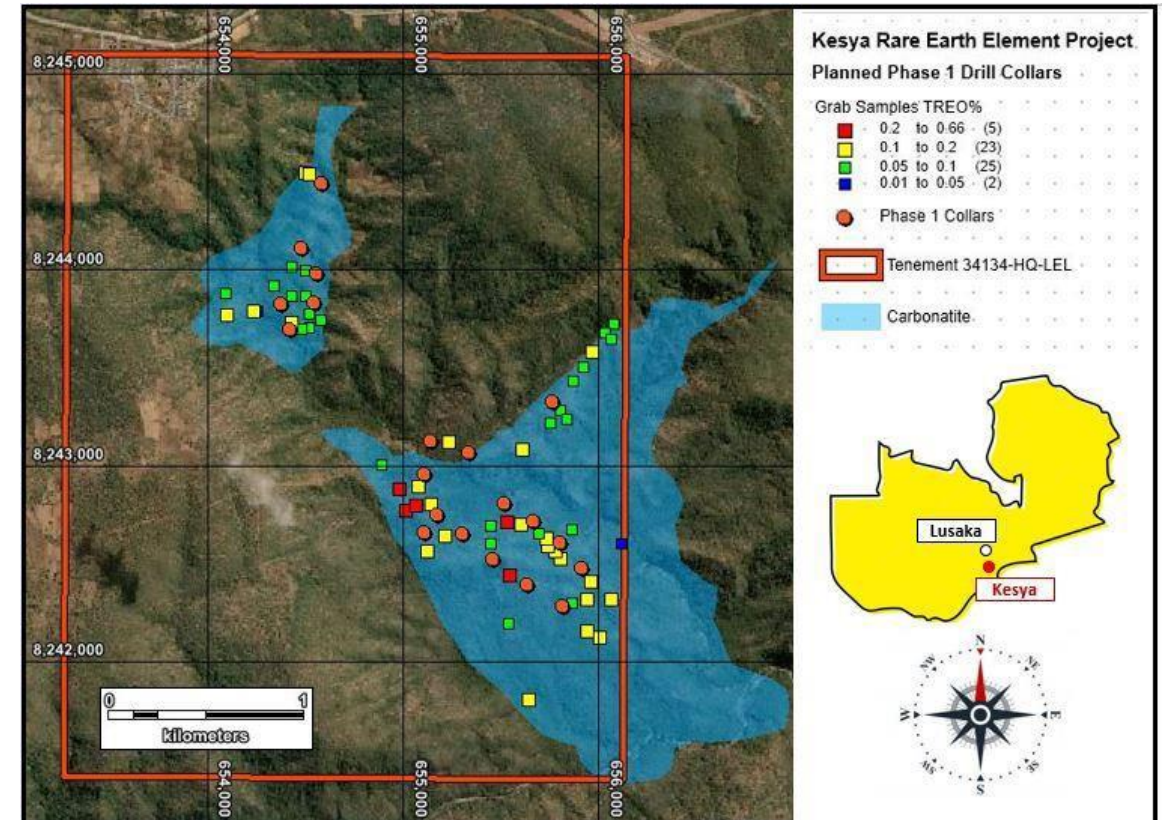 654,000
655,000
656,000
8,245,000
8,244,000
8,243,000
8,242,000
0 1
kilometers
654,000
655,000
656,000
Kesya Rare Earth Element Project
Planned Phase 1 Drill Collars
Grab Samples TREO%
0.2 to 0.66 (5)
0.1 to 0.2 (23)
0.05 to 0.1 (25)
0.01 to 0.05 (2)
Phase 1 Collars
Tenement 34134-HQ-LEL
Carbonatite
Lusaka
Kesya
N
NW NE
W E
SW SE
S